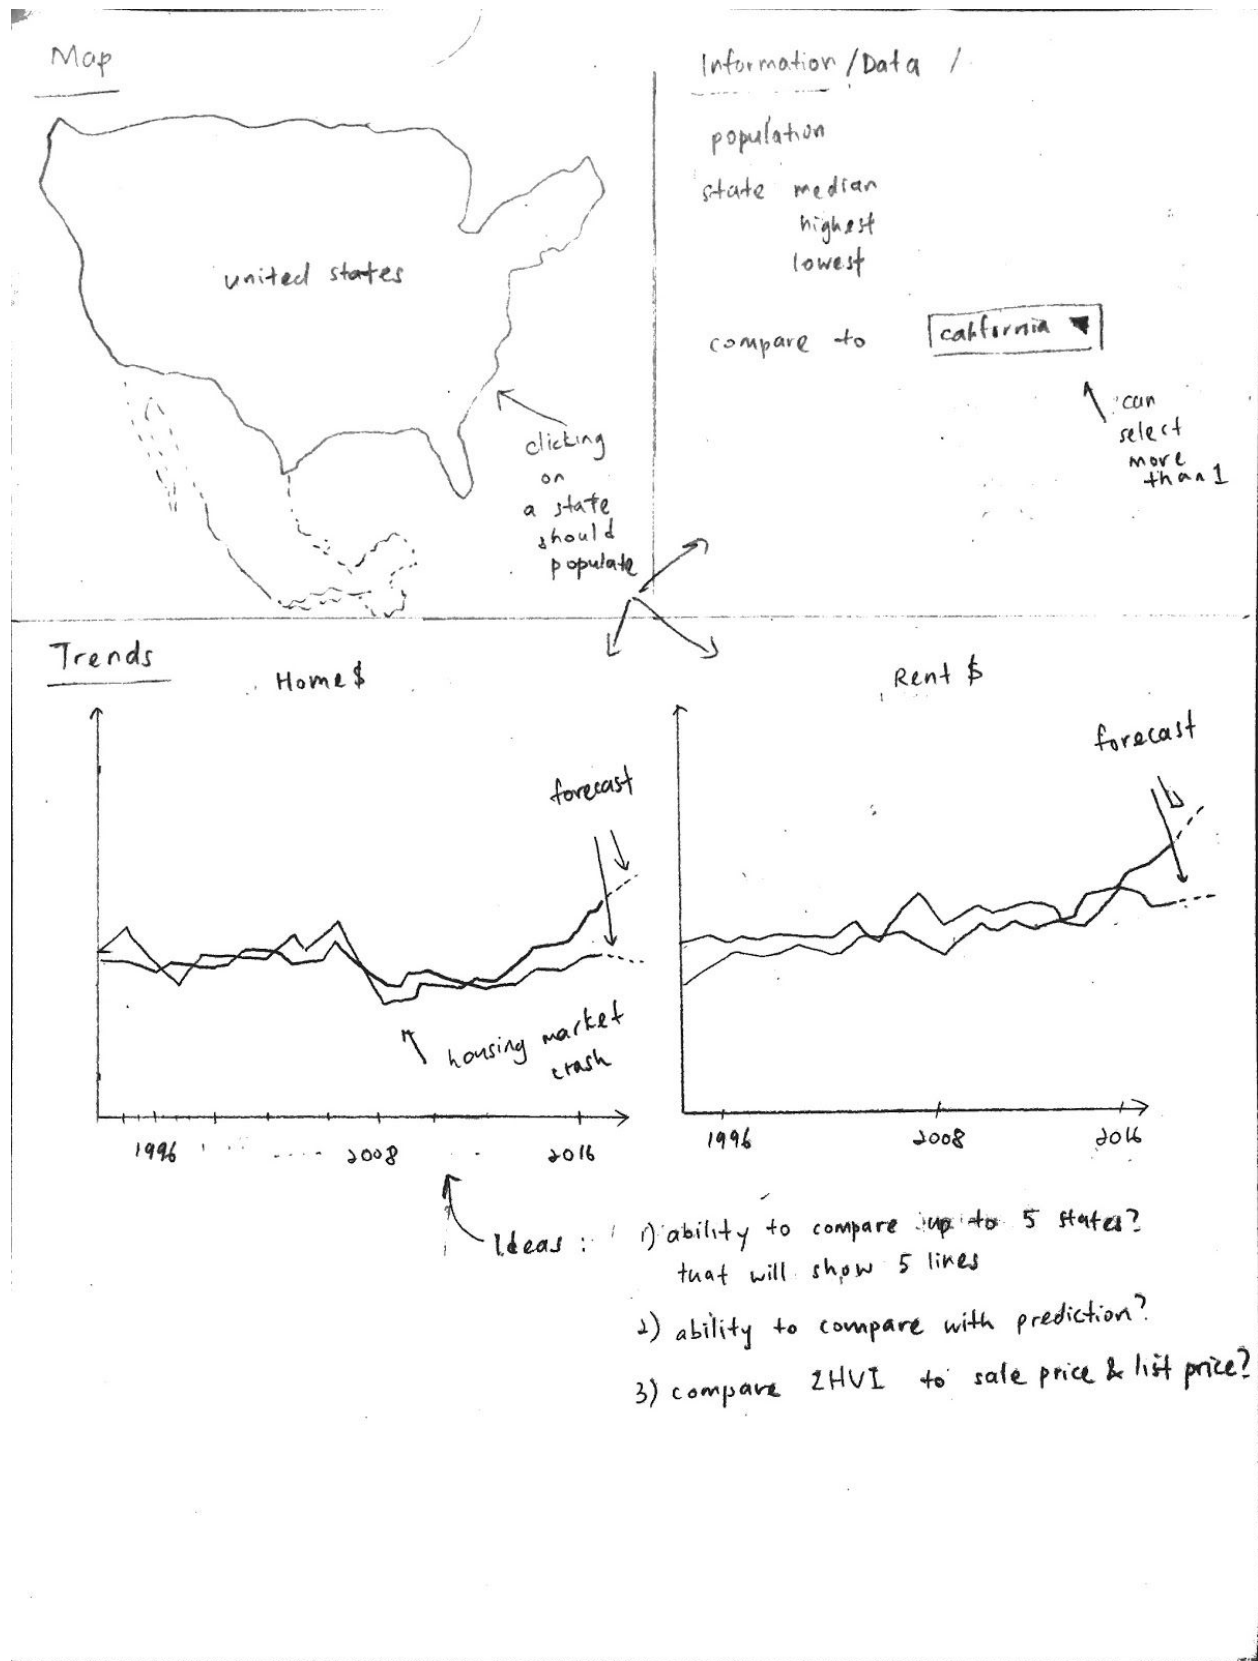 Map
united states
clicking
on
a state
should
populate
Information / Data /
population
state median
highest
lowest
compare to california
can
select
more
than 1
Trends
Home $
forecast
housing market
crash
1996 2008 2016
Rent $
forecast
1996 2008 2016
Ideas : 1) ability to compare up to 5 states?
that will show 5 lines
2) ability to compare with prediction?
3) compare ZHVI to sale price & list price?